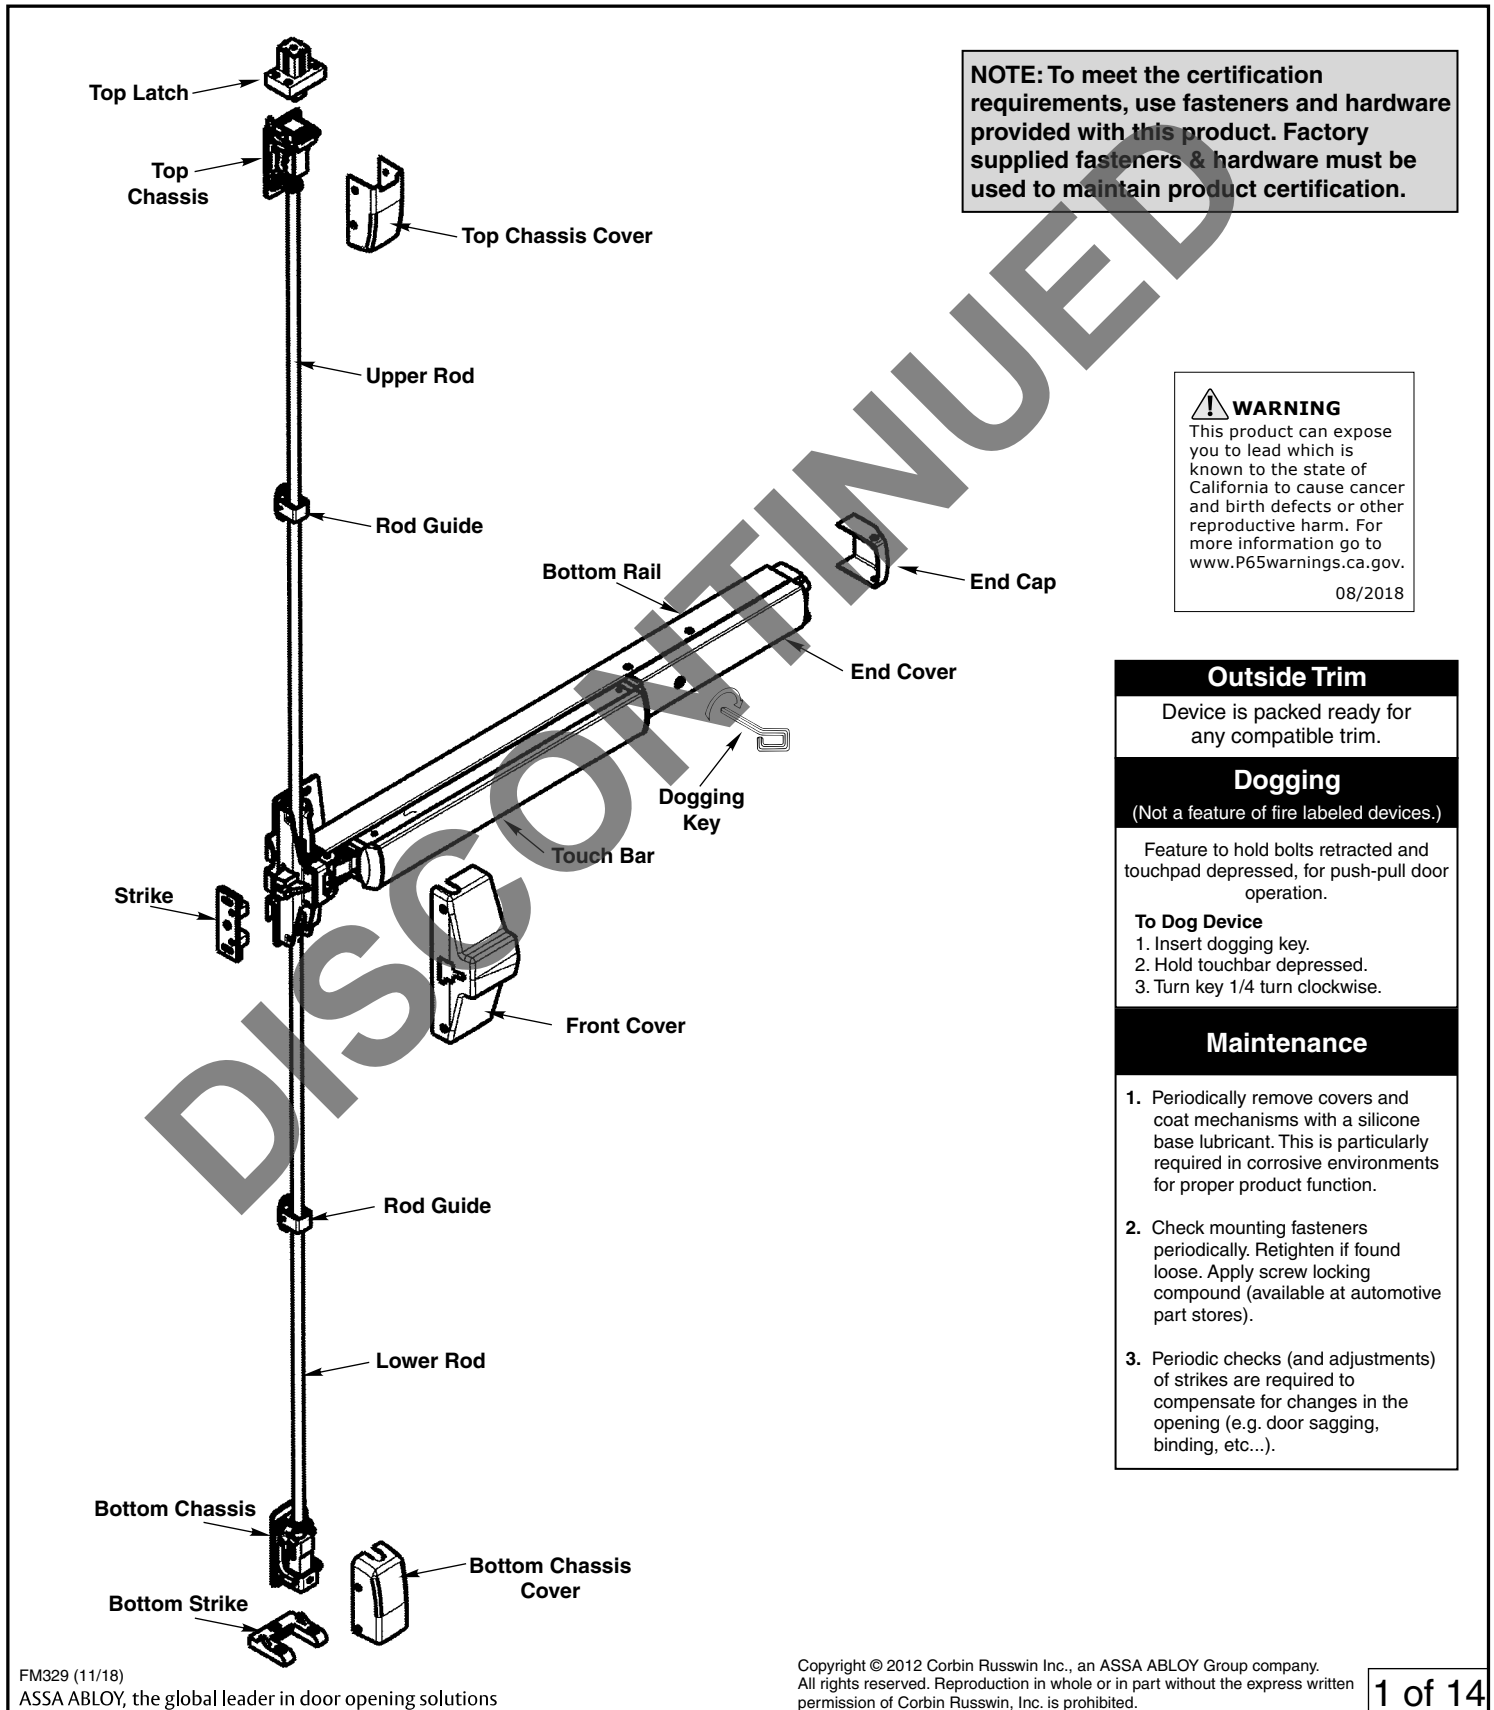 Top Latch
Top
Chassis
Top Chassis Cover
Upper Rod
Rod Guide
Bottom Rail
End Cap
End Cover
Dogging
Key
Touch Bar
Strike
Front Cover
Rod Guide
Lower Rod
Bottom Chassis
Bottom Chassis
Cover
Bottom Strike
DISCONTINUED
NOTE: To meet the certification
requirements, use fasteners and hardware
provided with this product. Factory
supplied fasteners & hardware must be
used to maintain product certification.
WARNING
This product can expose
you to lead which is
known to the state of
California to cause cancer
and birth defects or other
reproductive harm. For
more information go to
www.P65warnings.ca.gov.
08/2018
Outside Trim
Device is packed ready for
any compatible trim.
Dogging
(Not a feature of fire labeled devices.)
Feature to hold bolts retracted and
touchpad depressed, for push-pull door
operation.
To Dog Device
1. Insert dogging key.
2. Hold touchbar depressed.
3. Turn key 1/4 turn clockwise.
Maintenance
1. Periodically remove covers and
coat mechanisms with a silicone
base lubricant. This is particularly
required in corrosive environments
for proper product function.
2. Check mounting fasteners
periodically. Retighten if found
loose. Apply screw locking
compound (available at automotive
part stores).
3. Periodic checks (and adjustments)
of strikes are required to
compensate for changes in the
opening (e.g. door sagging,
binding, etc...).
FM329 (11/18)
ASSA ABLOY, the global leader in door opening solutions
Copyright © 2012 Corbin Russwin Inc., an ASSA ABLOY Group company.
All rights reserved. Reproduction in whole or in part without the express written
permission of Corbin Russwin, Inc. is prohibited.
1 of 14